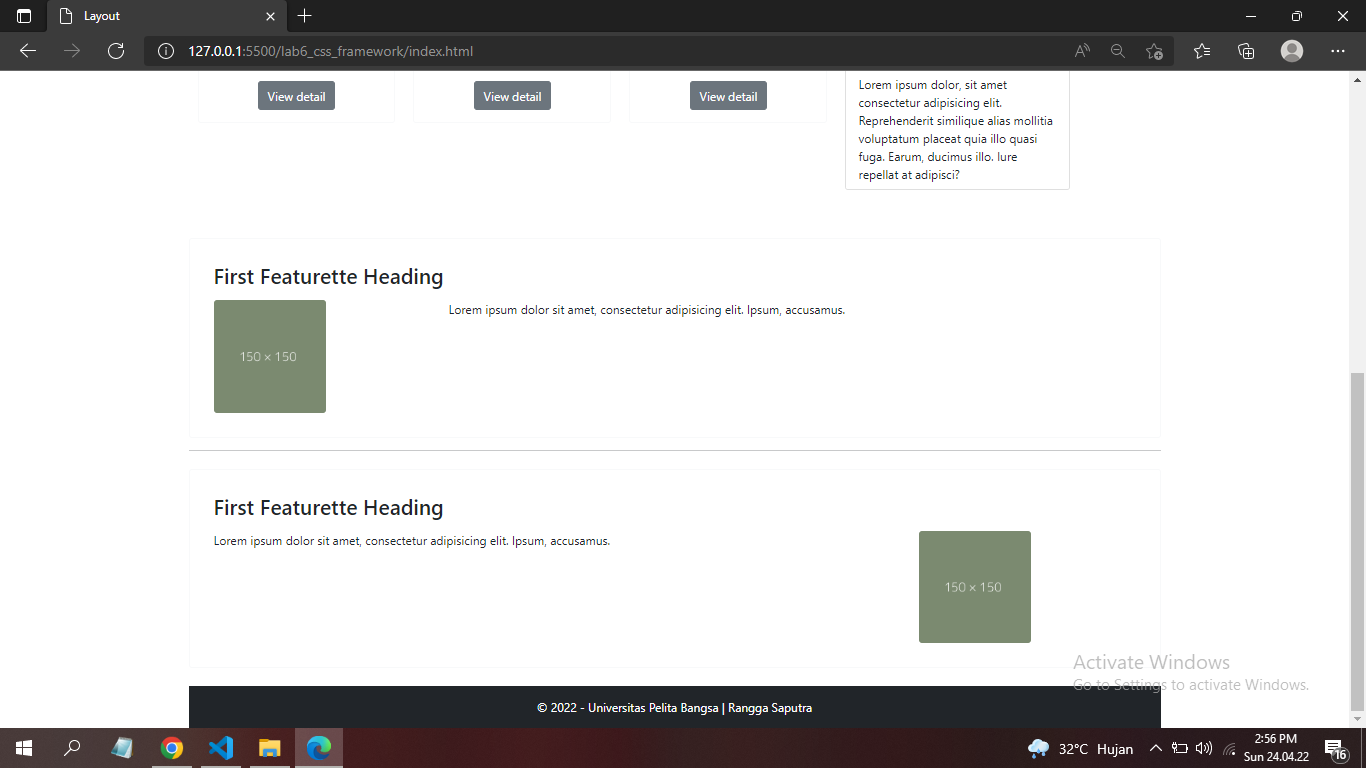 Layout
127.0.0.1:5500/lab6_css_framework/index.html
View detail
View detail
View detail
Lorem ipsum dolor, sit amet
consectetur adipisicing elit.
Reprehenderit similique alias mollitia
voluptatum placeat quia illo quasi
fuga. Earum, ducimus illo. Iure
repellat at adipisci?
First Featurette Heading
150 × 150
Lorem ipsum dolor sit amet, consectetur adipisicing elit. Ipsum, accusamus.
First Featurette Heading
Lorem ipsum dolor sit amet, consectetur adipisicing elit. Ipsum, accusamus.
150 × 150
Activate Windows
Go to Settings to activate Windows.
© 2022 - Universitas Pelita Bangsa | Rangga Saputra
32°C Hujan
2:56 PM
Sun 24.04.22
16